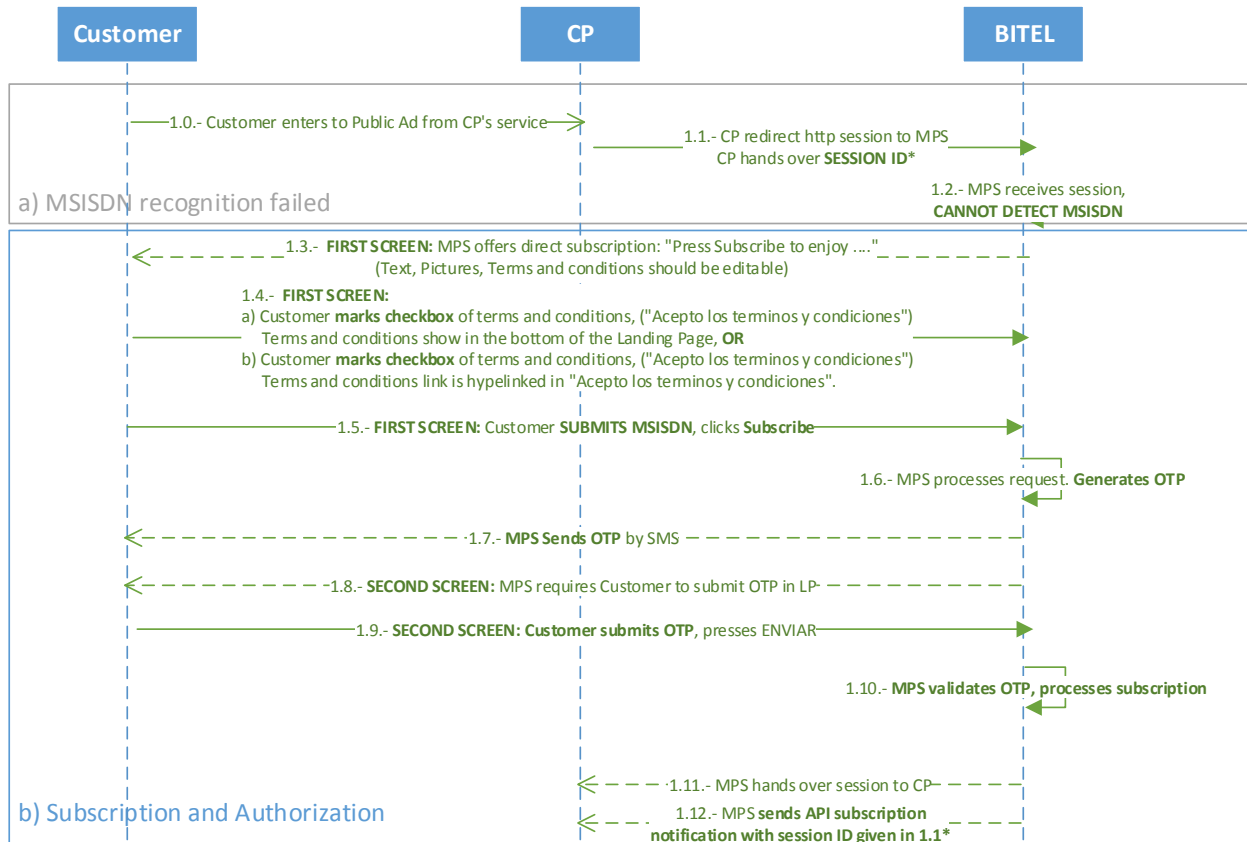 Customer
CP
BITEL
1.0.- Customer enters to Public Ad from CP's service
1.1.- CP redirect http session to MPS
CP hands over SESSION ID*
1.2.- MPS receives session,
CANNOT DETECT MSISDN
a) MSISDN recognition failed
1.3.- FIRST SCREEN: MPS offers direct subscription: "Press Subscribe to enjoy ...."
(Text, Pictures, Terms and conditions should be editable)
1.4.- FIRST SCREEN:
a) Customer marks checkbox of terms and conditions, ("Acepto los terminos y condiciones")
Terms and conditions show in the bottom of the Landing Page, OR
b) Customer marks checkbox of terms and conditions, ("Acepto los terminos y condiciones")
Terms and conditions link is hypelinked in "Acepto los terminos y condiciones".
1.5.- FIRST SCREEN: Customer SUBMITS MSISDN, clicks Subscribe
1.6.- MPS processes request. Generates OTP
1.7.- MPS Sends OTP by SMS
1.8.- SECOND SCREEN: MPS requires Customer to submit OTP in LP
1.9.- SECOND SCREEN: Customer submits OTP, presses ENVIAR
1.10.- MPS validates OTP, processes subscription
1.11.- MPS hands over session to CP
1.12.- MPS sends API subscription
notification with session ID given in 1.1*
b) Subscription and Authorization